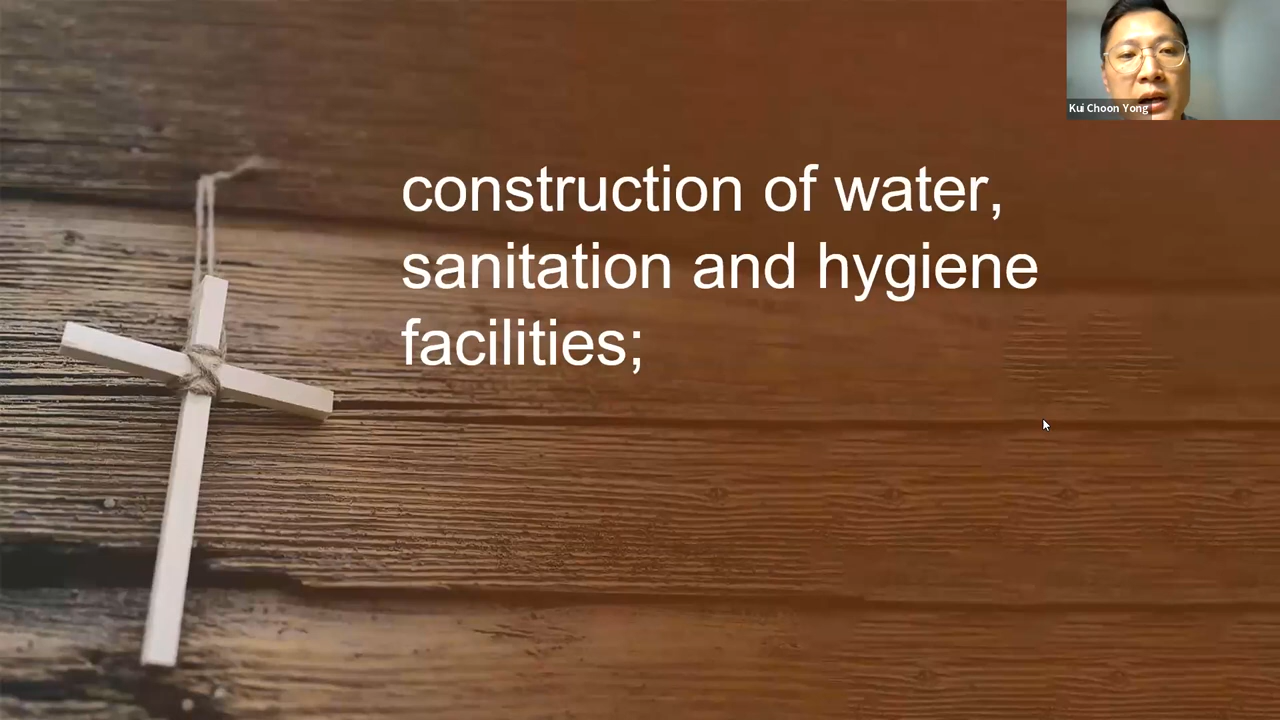 Kui Choon Yong
construction of water,
sanitation and hygiene
facilities;